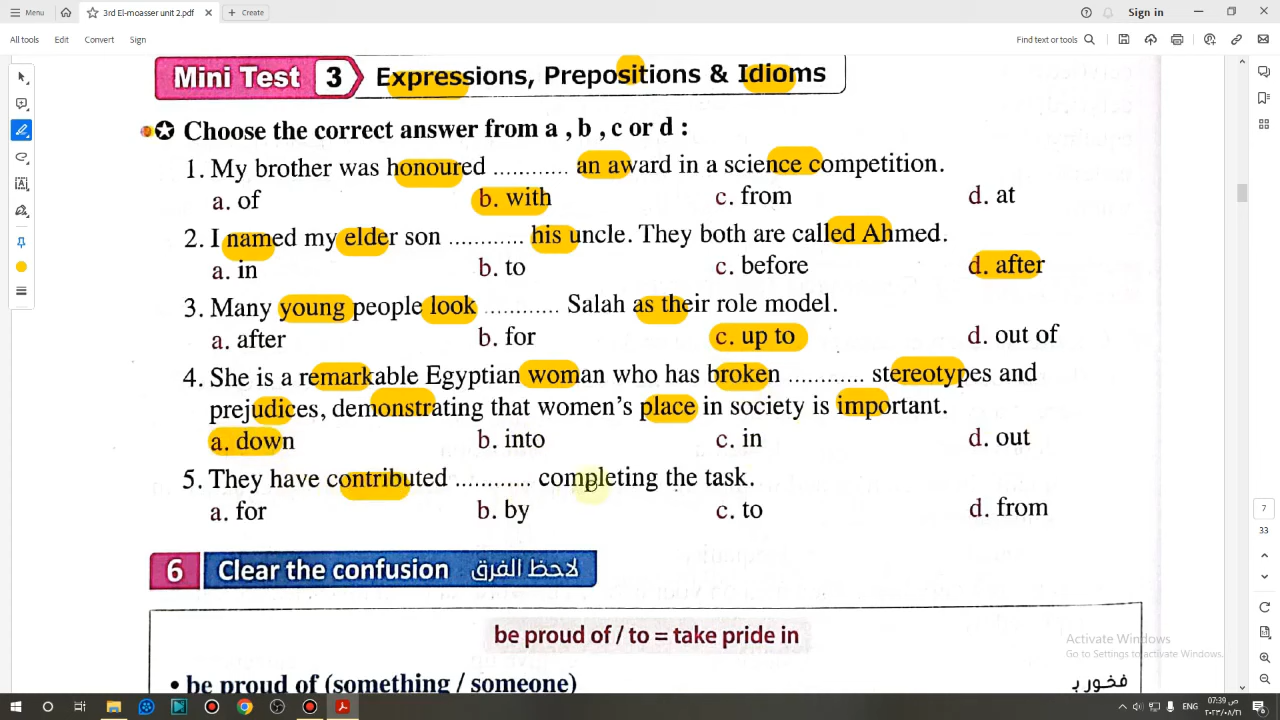 Menu
3rd El-moasser unit 2.pdf
Create
Sign in
All tools Edit Convert Sign
Find text or tools
Mini Test 3 Expressions, Prepositions & Idioms
Choose the correct answer from a , b , c or d :
1. My brother was honoured ............ an award in a science competition.
a. of b. with c. from d. at
2. I named my elder son ............ his uncle. They both are called Ahmed.
a. in b. to c. before d. after
3. Many young people look ............ Salah as their role model.
a. after b. for c. up to d. out of
4. She is a remarkable Egyptian woman who has broken ............ stereotypes and
prejudices, demonstrating that women's place in society is important.
a. down b. into c. in d. out
5. They have contributed ............ completing the task.
a. for b. by c. to d. from
7
33
6 Clear the confusion لاحظ الفرق
be proud of / to = take pride in
Activate Windows
Go to Settings to activate Windows.
• be proud of (something / someone) فخور بـ
07:39 ص
٢٠٢٣/٠٨/٢١